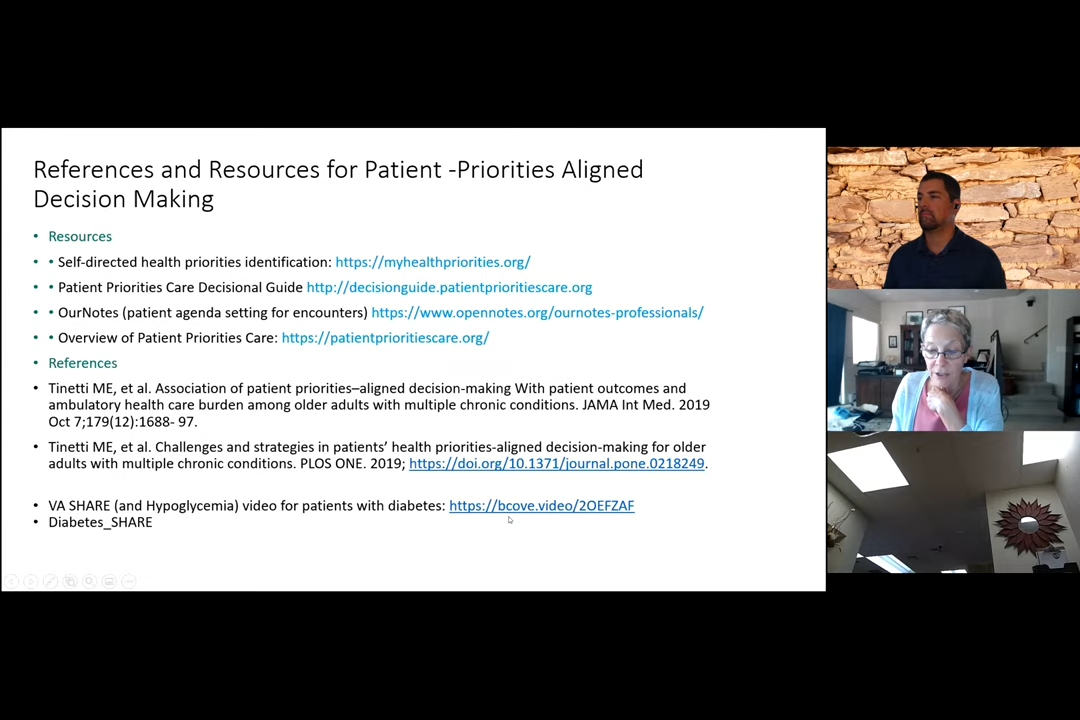 References and Resources for Patient -Priorities Aligned
Decision Making
• Resources
• • Self-directed health priorities identification: https://myhealthpriorities.org/
• • Patient Priorities Care Decisional Guide http://decisionguide.patientprioritiescare.org
• • OurNotes (patient agenda setting for encounters) https://www.opennotes.org/ournotes-professionals/
• • Overview of Patient Priorities Care: https://patientprioritiescare.org/
• References
• Tinetti ME, et al. Association of patient priorities–aligned decision-making With patient outcomes and
ambulatory health care burden among older adults with multiple chronic conditions. JAMA Int Med. 2019
Oct 7;179(12):1688- 97.
• Tinetti ME, et al. Challenges and strategies in patients’ health priorities-aligned decision-making for older
adults with multiple chronic conditions. PLOS ONE. 2019; https://doi.org/10.1371/journal.pone.0218249.
• VA SHARE (and Hypoglycemia) video for patients with diabetes: https://bcove.video/2OEFZAF
• Diabetes_SHARE